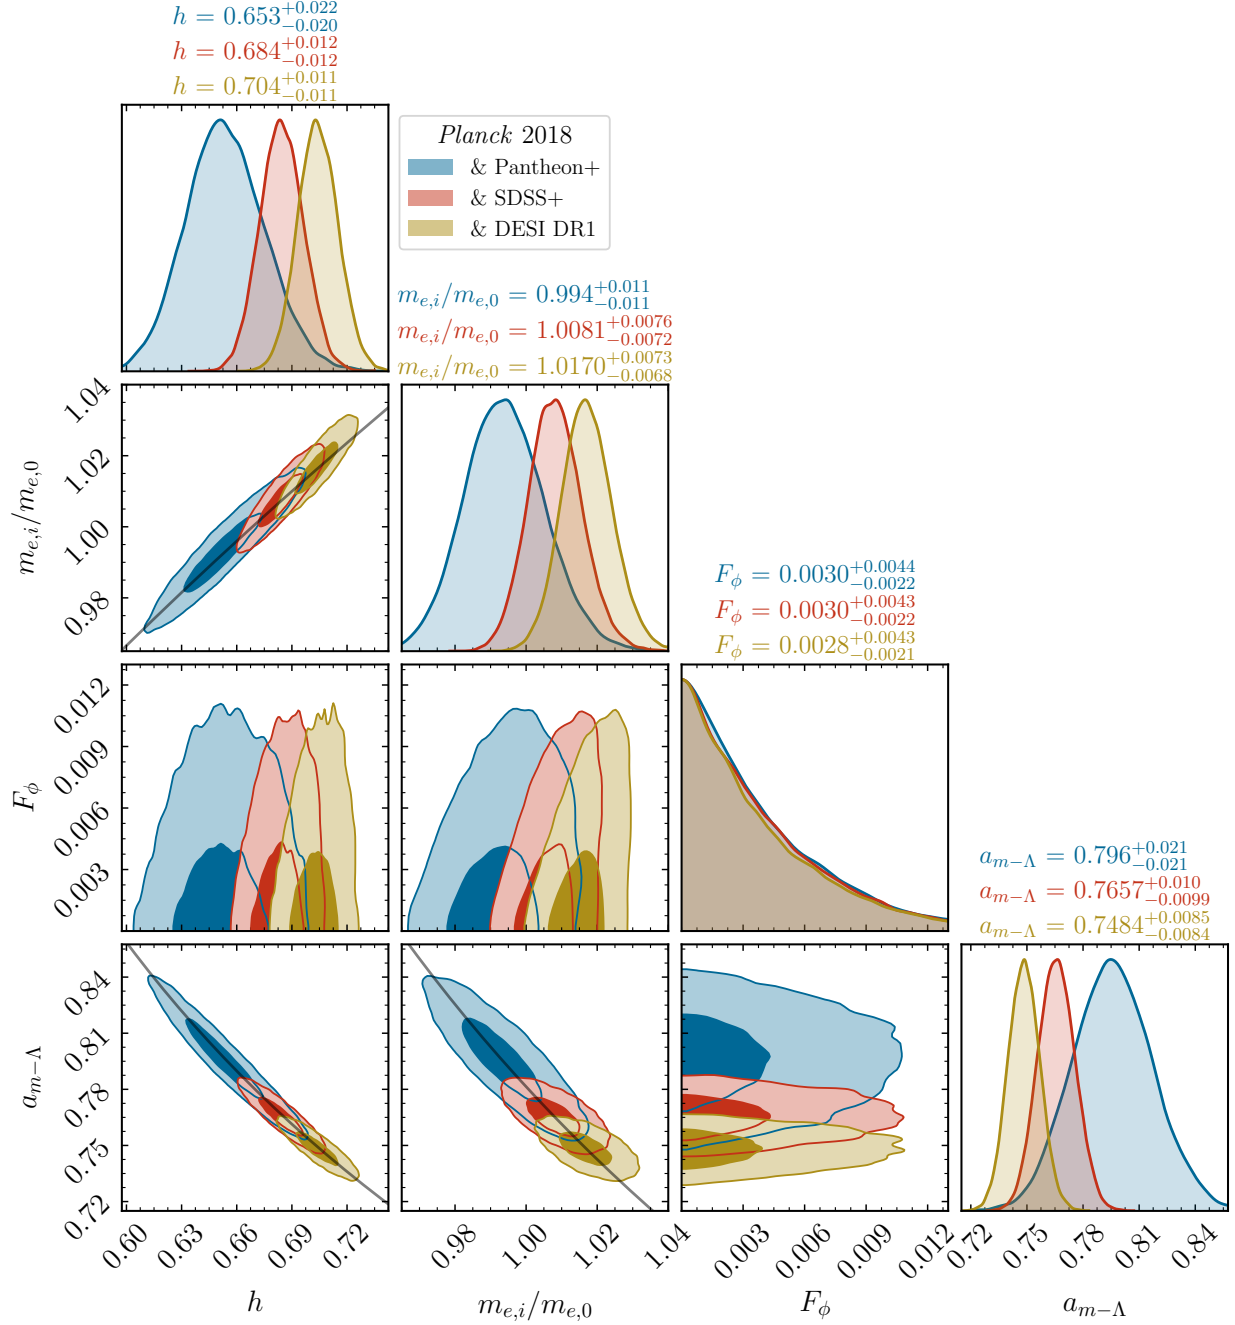 h = 0.653^{+0.022}_{-0.020}
h = 0.684^{+0.012}_{-0.012}
h = 0.704^{+0.011}_{-0.011}
Planck 2018
& Pantheon+
& SDSS+
& DESI DR1
m_{e,i}/m_{e,0} = 0.994^{+0.011}_{-0.011}
m_{e,i}/m_{e,0} = 1.0081^{+0.0076}_{-0.0072}
m_{e,i}/m_{e,0} = 1.0170^{+0.0073}_{-0.0068}
1.04
1.02
1.00
0.98
m_{e,i}/m_{e,0}
F_ϕ = 0.0030^{+0.0044}_{-0.0022}
F_ϕ = 0.0030^{+0.0043}_{-0.0022}
F_ϕ = 0.0028^{+0.0043}_{-0.0021}
0.012
0.009
0.006
0.003
F_ϕ
a_{m−Λ} = 0.796^{+0.021}_{-0.021}
a_{m−Λ} = 0.7657^{+0.010}_{-0.0099}
a_{m−Λ} = 0.7484^{+0.0085}_{-0.0084}
0.84
0.81
0.78
0.75
0.72
a_{m−Λ}
0.60 0.63 0.66 0.69 0.72
0.98 1.00 1.02 1.04
0.003 0.006 0.009 0.012
0.72 0.75 0.78 0.81 0.84
h
m_{e,i}/m_{e,0}
F_ϕ
a_{m−Λ}